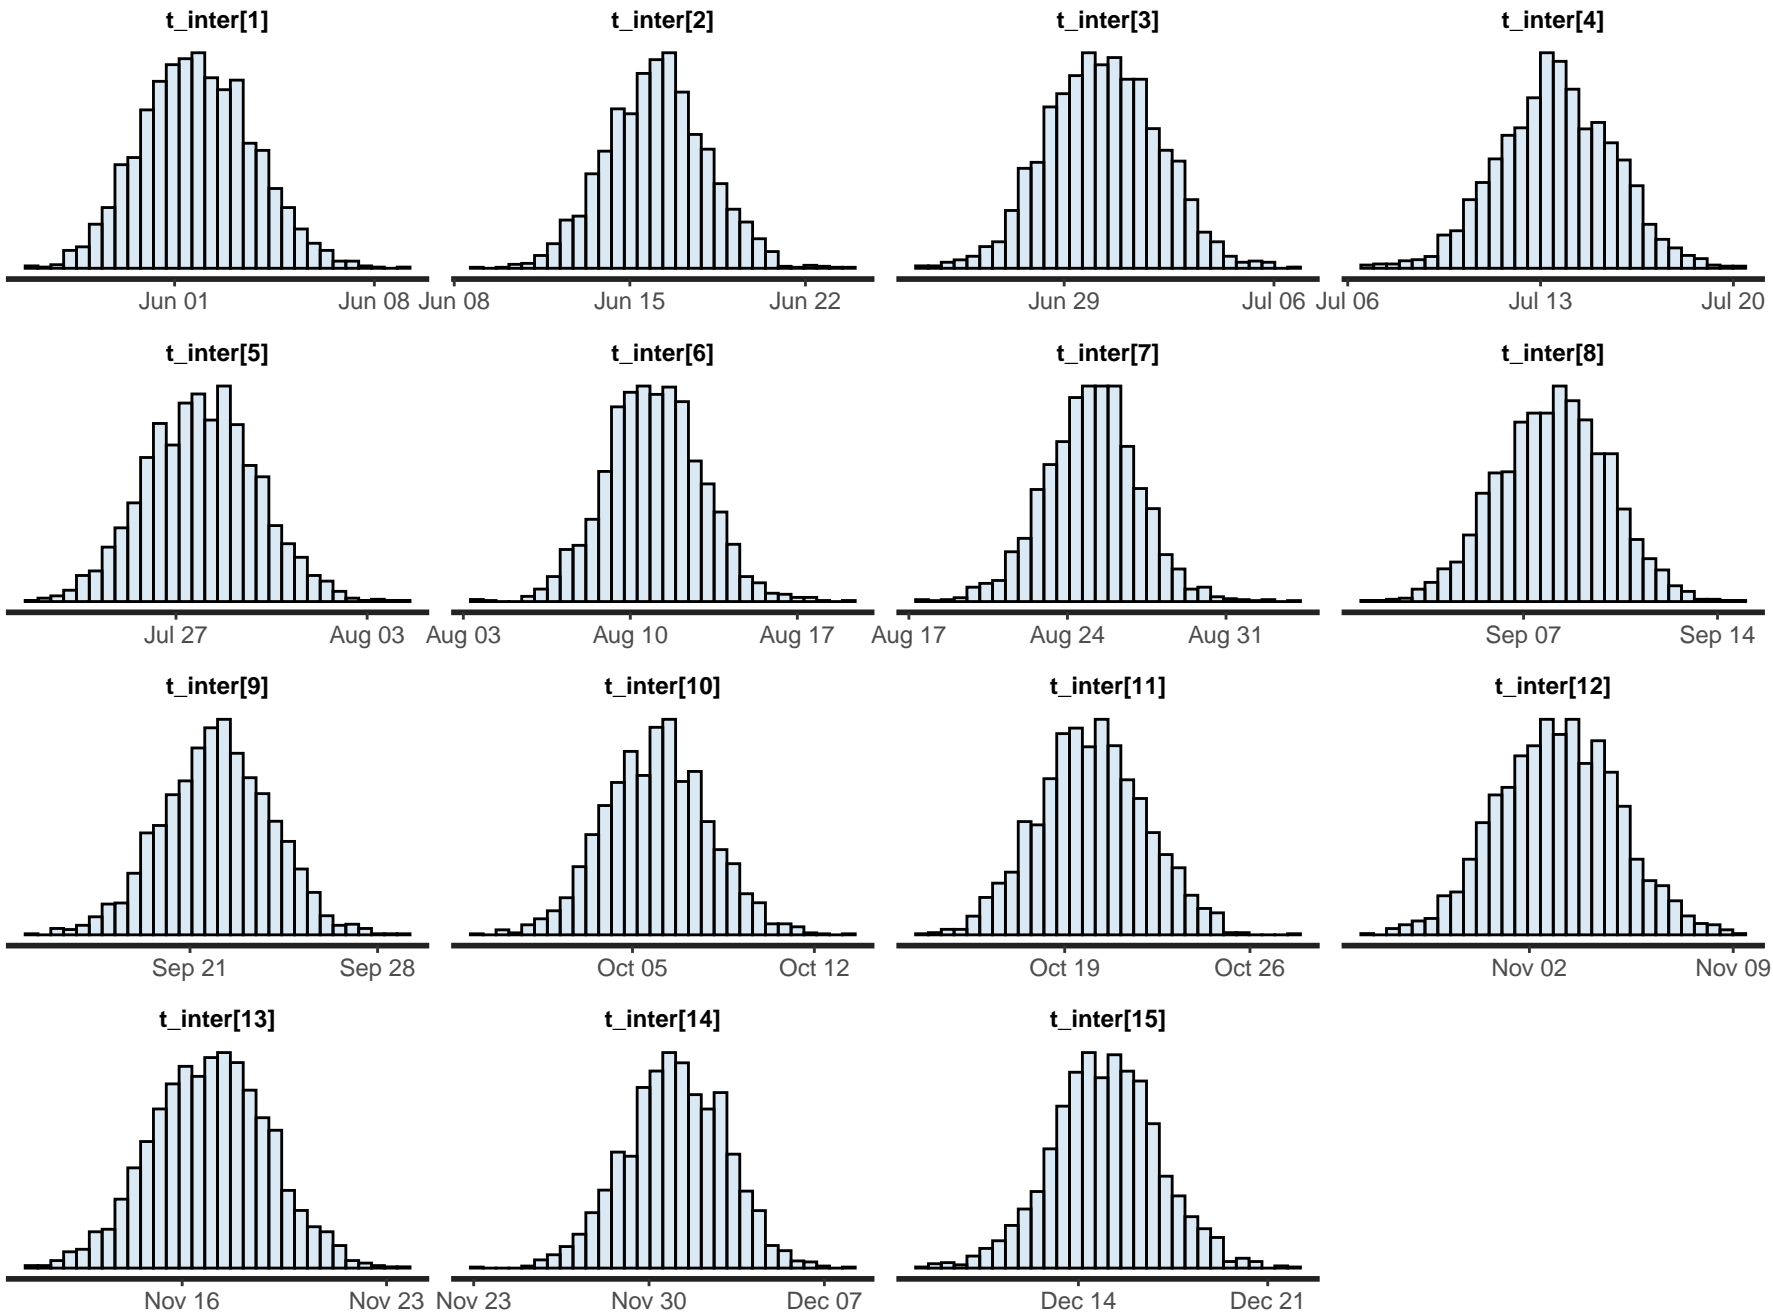 t_inter[1] t_inter[2] t_inter[3] t_inter[4]
Jun 01 Jun 08 Jun 08 Jun 15 Jun 22 Jun 29 Jul 06 Jul 06 Jul 13 Jul 20
t_inter[5] t_inter[6] t_inter[7] t_inter[8]
Jul 27 Aug 03 Aug 03 Aug 10 Aug 17 Aug 17 Aug 24 Aug 31 Sep 07 Sep 14
t_inter[9] t_inter[10] t_inter[11] t_inter[12]
Sep 21 Sep 28 Oct 05 Oct 12 Oct 19 Oct 26 Nov 02 Nov 09
t_inter[13] t_inter[14] t_inter[15]
Nov 16 Nov 23 Nov 23 Nov 30 Dec 07 Dec 14 Dec 21